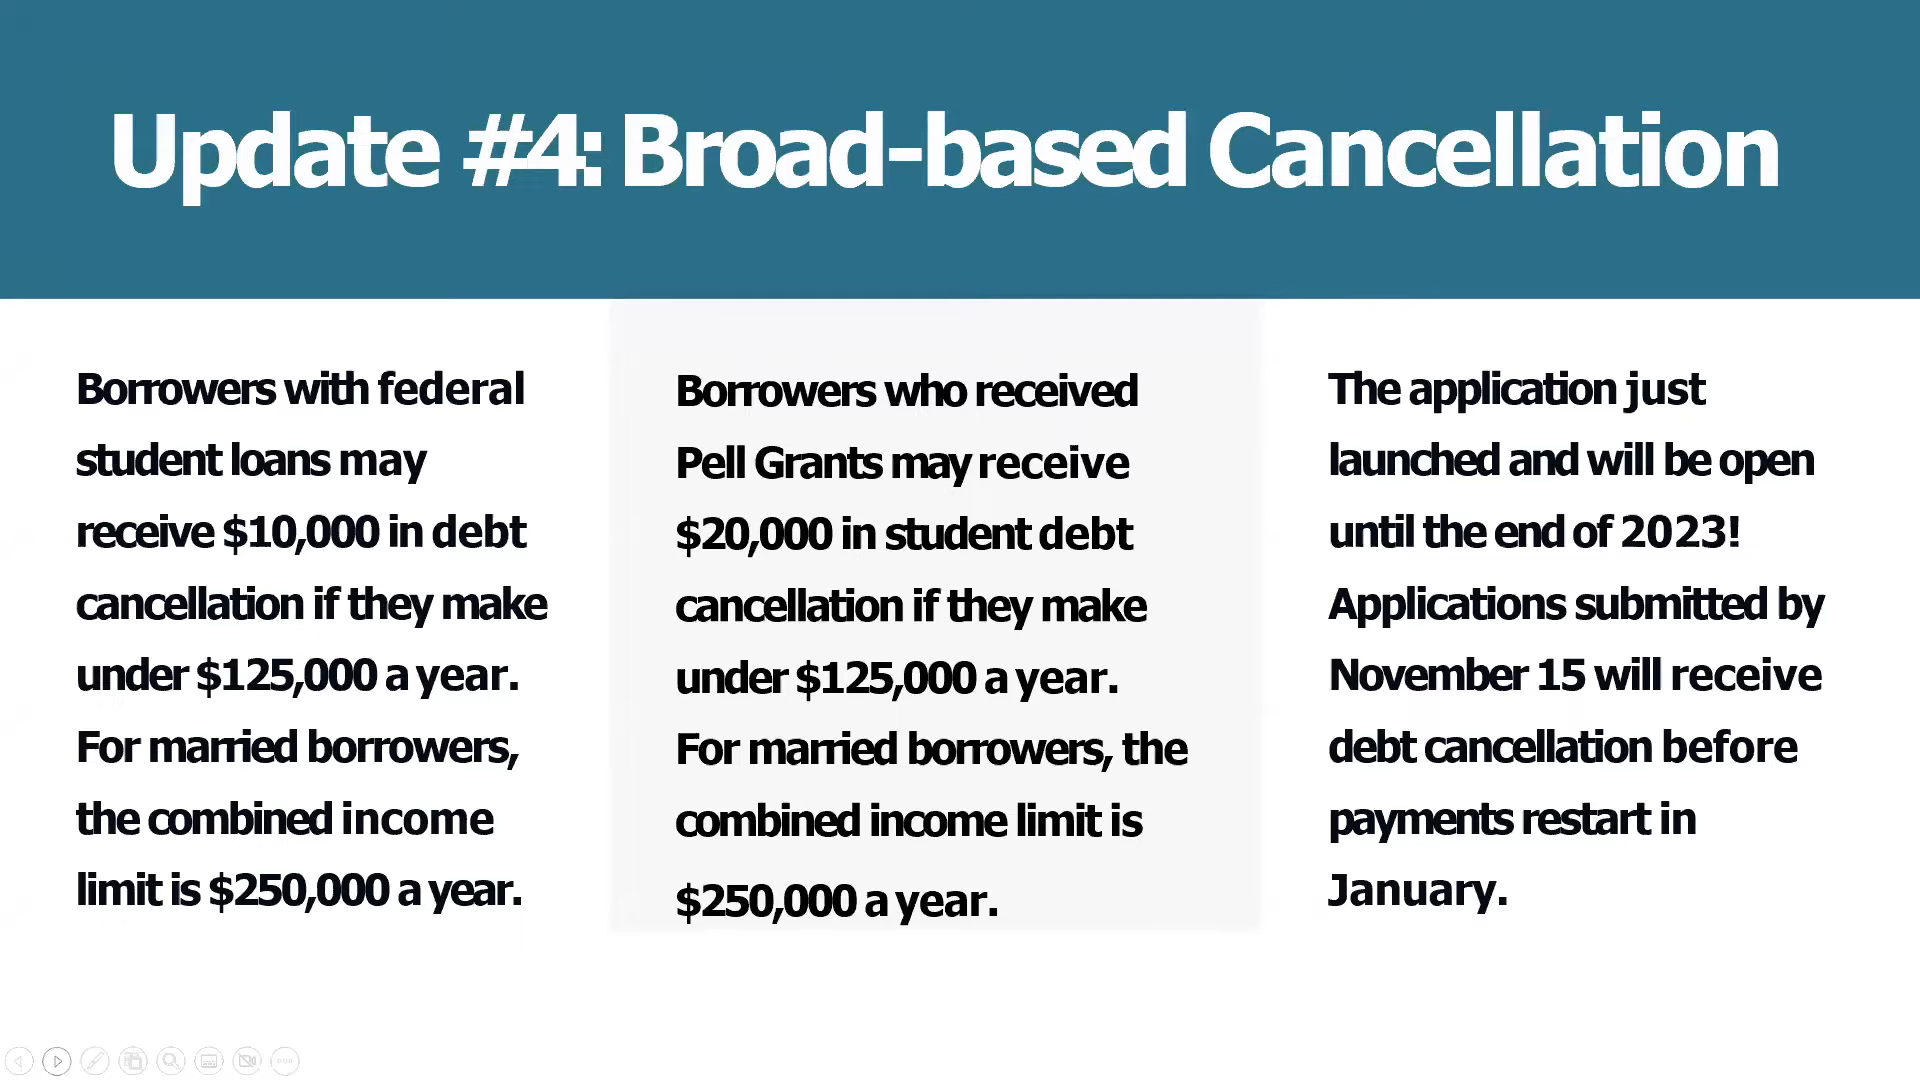 Update #4: Broad-based Cancellation
Borrowers with federal
student loans may
receive $10,000 in debt
cancellation if they make
under $125,000 a year.
For married borrowers,
the combined income
limit is $250,000 a year.
Borrowers who received
Pell Grants may receive
$20,000 in student debt
cancellation if they make
under $125,000 a year.
For married borrowers, the
combined income limit is
$250,000 a year.
The application just
launched and will be open
until the end of 2023!
Applications submitted by
November 15 will receive
debt cancellation before
payments restart in
January.